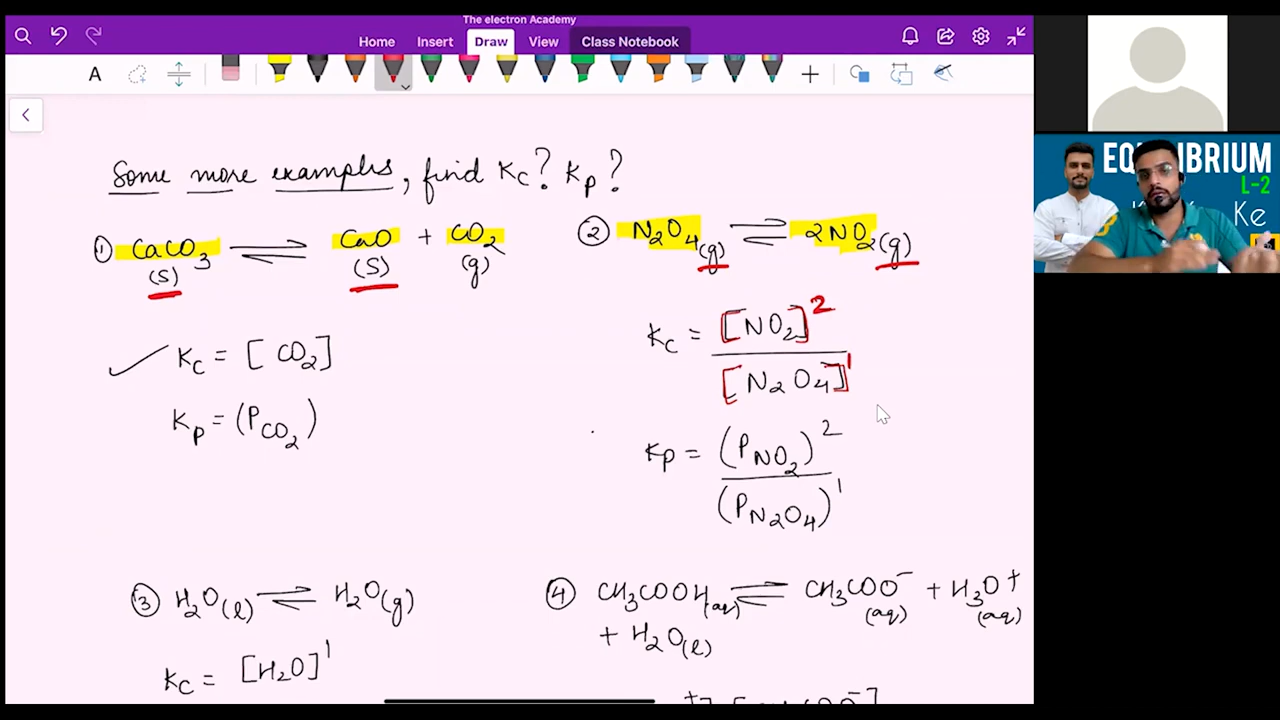 The electron Academy
Home Insert Draw View Class Notebook
A
EQUILIBRIUM
L-2
Ke
Some more examples, find Kc? Kp?
① CaCO3(s) ⇌ CaO(s) + CO2(g)
Kc = [CO2]
Kp = (PCO2)
② N2O4(g) ⇌ 2NO2(g)
Kc = [NO2]²
[N2O4]¹
Kp = (PNO2)²
(PN2O4)¹
③ H2O(l) ⇌ H2O(g)
Kc = [H2O]¹
④ CH3COOH(aq) ⇌ CH3COO⁻(aq) + H3O⁺(aq)
+ H2O(l)